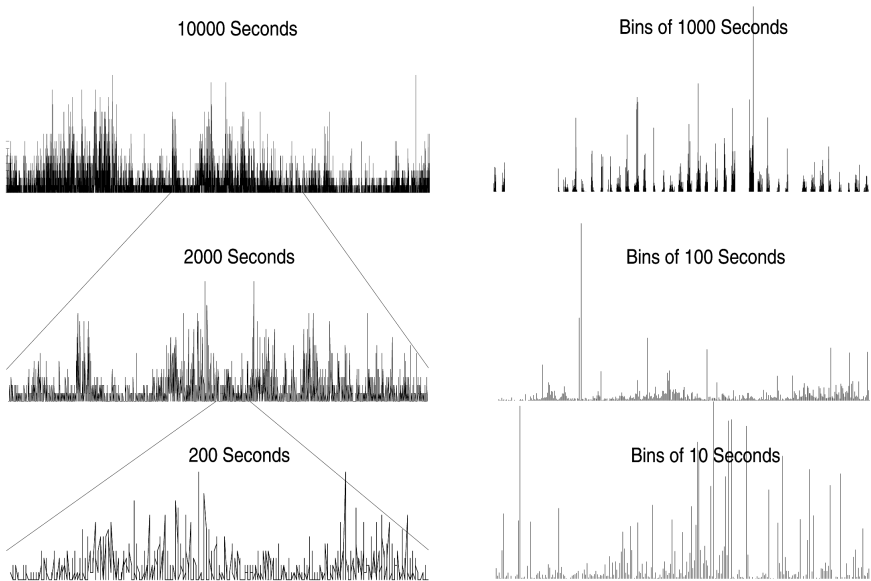 10000 Seconds
Bins of 1000 Seconds
2000 Seconds
Bins of 100 Seconds
200 Seconds
Bins of 10 Seconds